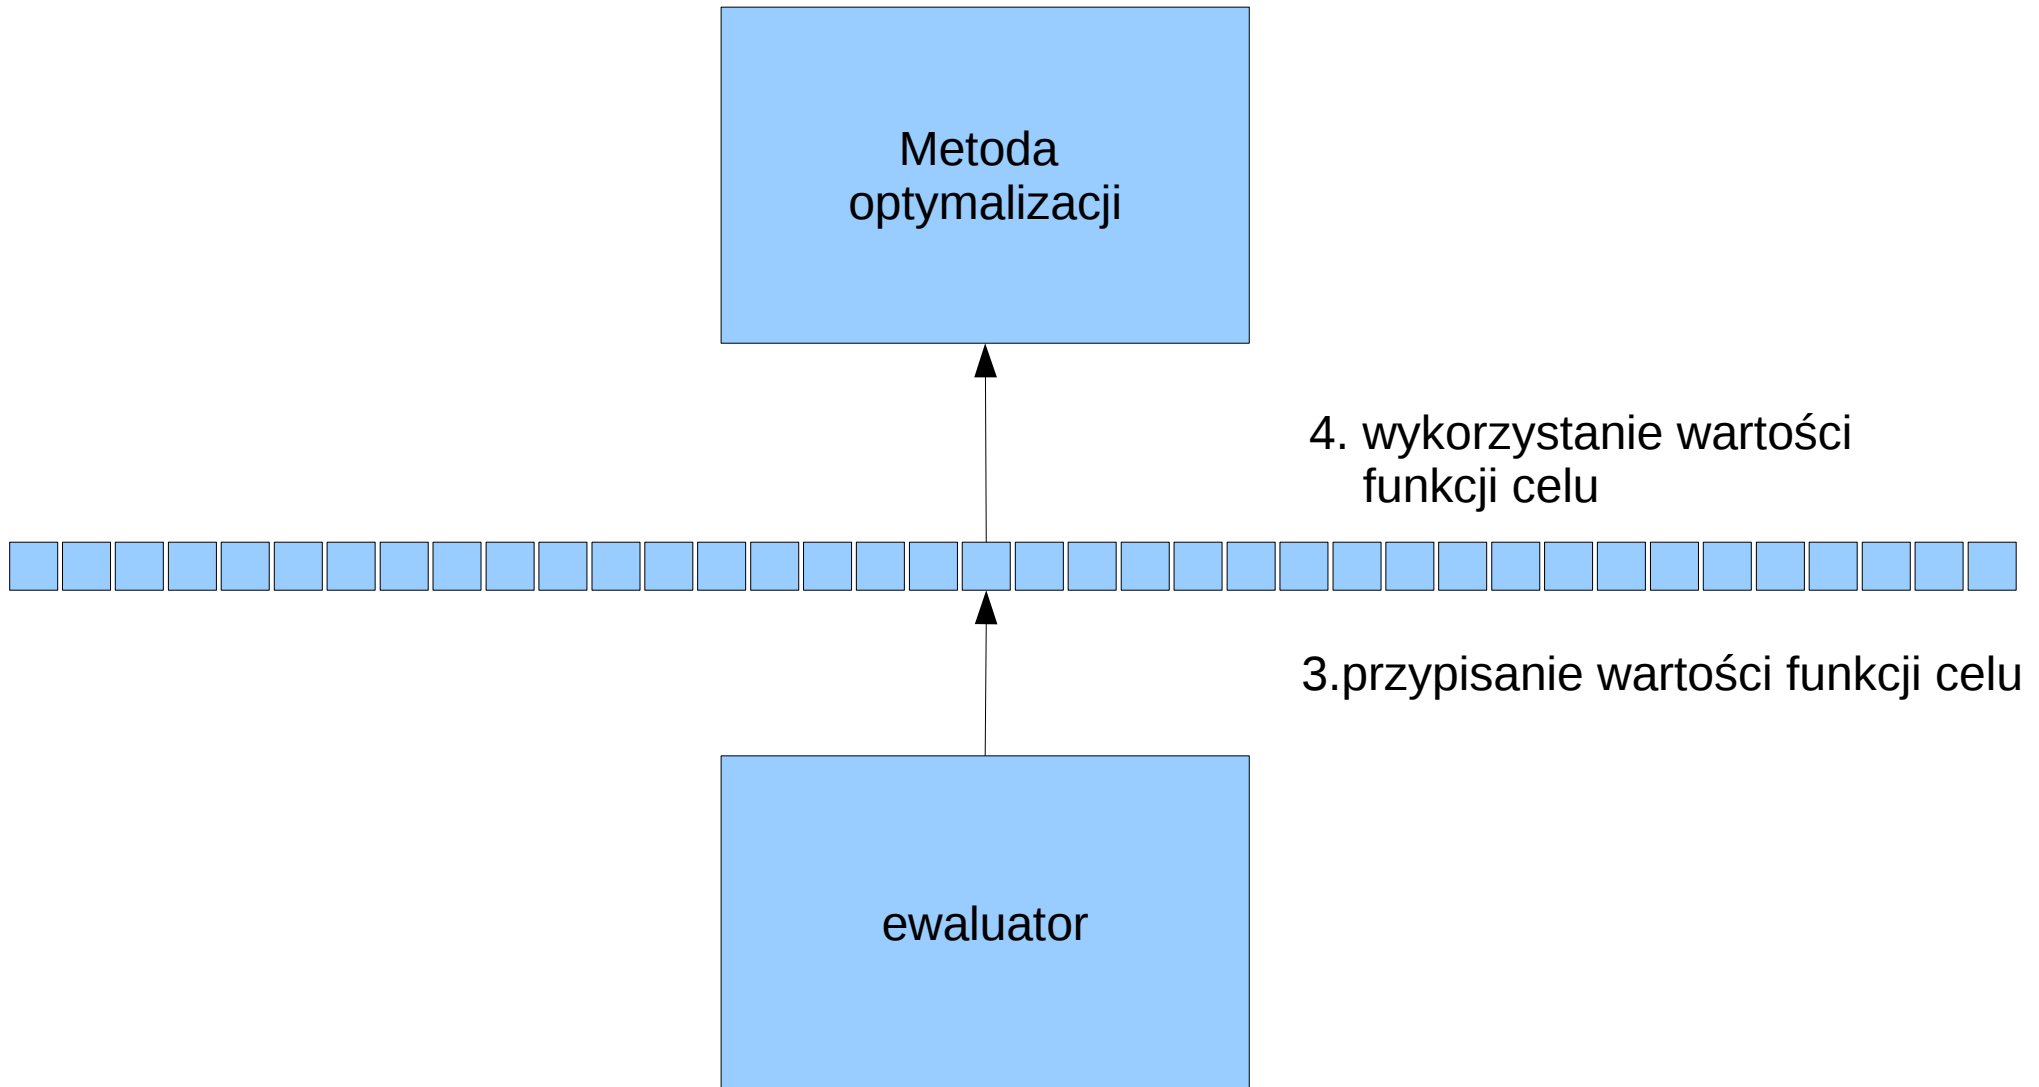 Metoda
optymalizacji
4. wykorzystanie wartości
funkcji celu
3.przypisanie wartości funkcji celu
ewaluator